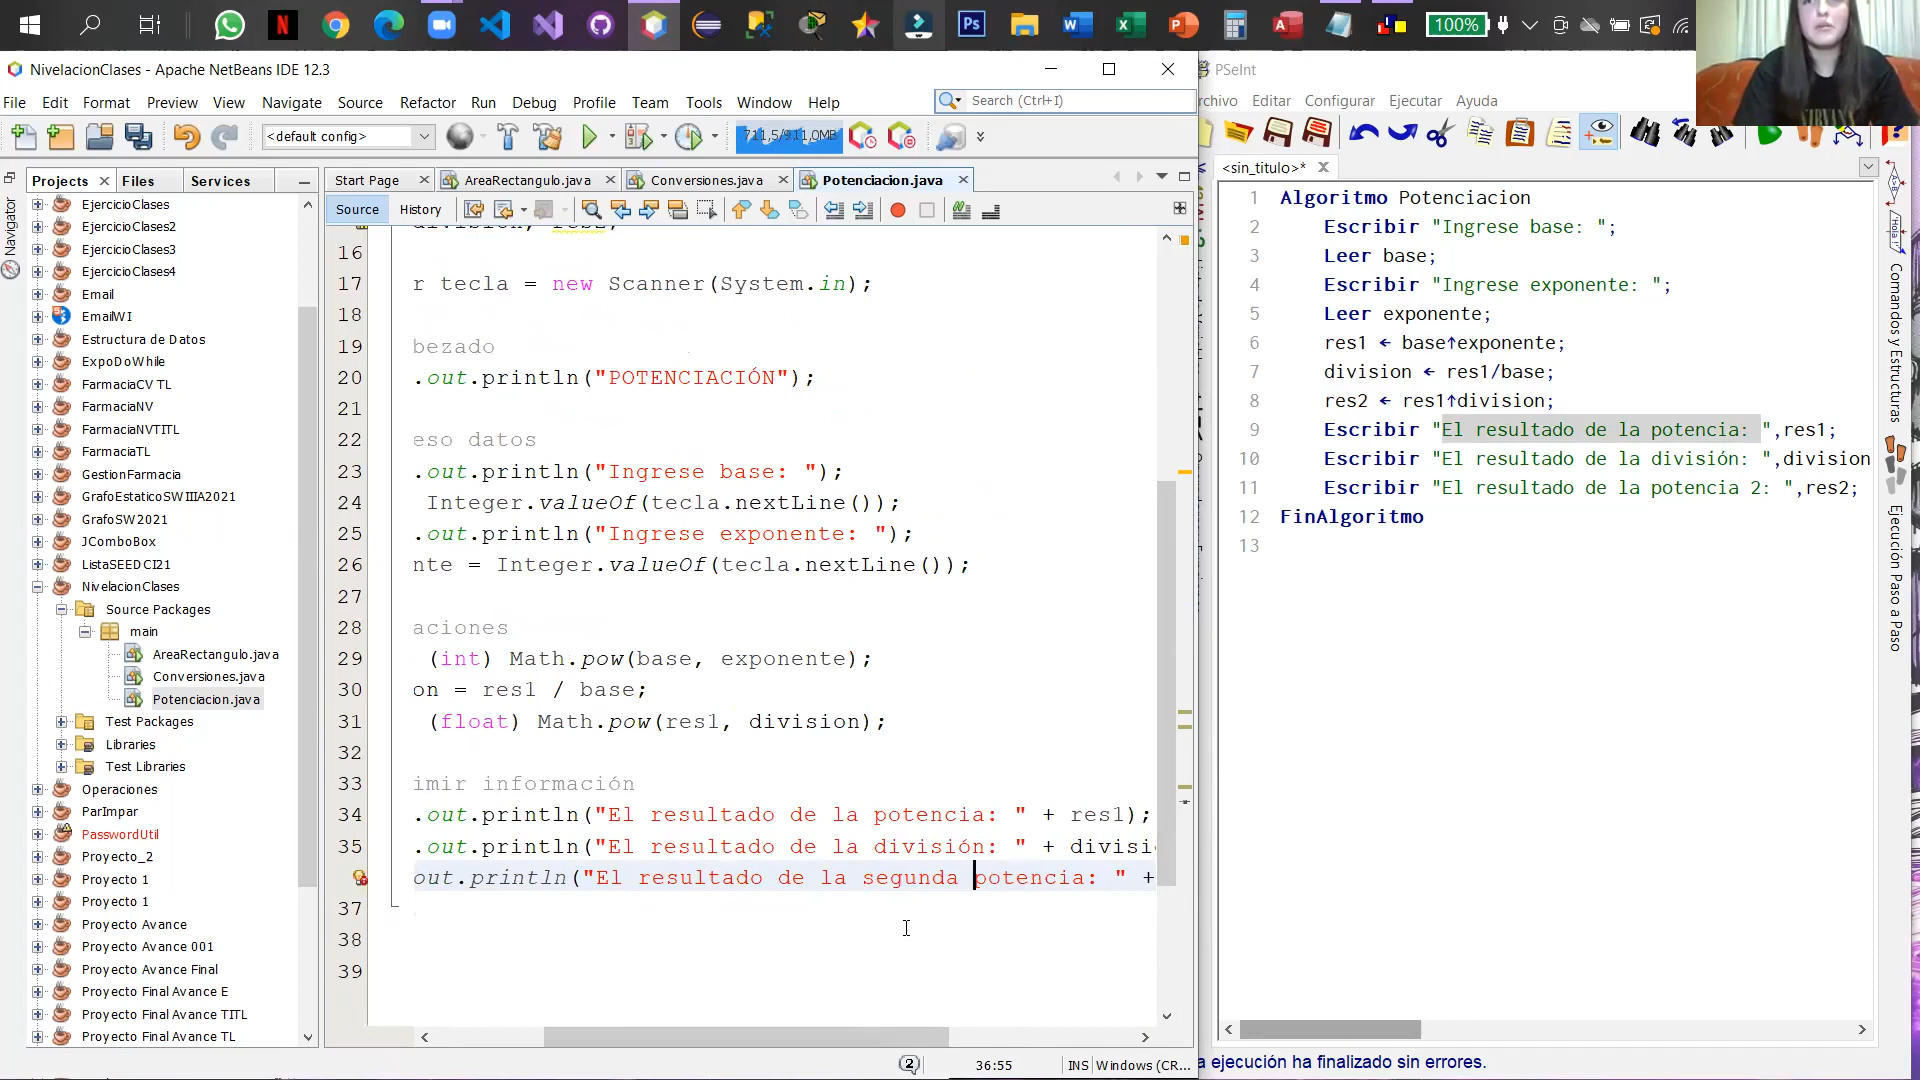 NivelacionClases - Apache NetBeans IDE 12.3
File Edit Format Preview View Navigate Source Refactor Run Debug Profile Team Tools Window Help
Search (Ctrl+I)
<default config>
711,5/911,0MB
100%
Projects Files Services
Navigator
EjercicioClases
EjercicioClases2
EjercicioClases3
EjercicioClases4
Email
EmailWI
Estructura de Datos
ExpoDoWhile
FarmaciaCV TL
FarmaciaNV
FarmaciaNVTITL
FarmaciaTL
GestionFarmacia
GrafoEstaticoSWIIIA2021
GrafoSW2021
JComboBox
ListaSEEDCI21
NivelacionClases
Source Packages
main
AreaRectangulo.java
Conversiones.java
Potenciacion.java
Test Packages
Libraries
Test Libraries
Operaciones
ParImpar
PasswordUtil
Proyecto_2
Proyecto 1
Proyecto 1
Proyecto Avance
Proyecto Avance 001
Proyecto Avance Final
Proyecto Final Avance E
Proyecto Final Avance TITL
Proyecto Final Avance TL
Start Page AreaRectangulo.java Conversiones.java Potenciacion.java
Source History
16
17 r tecla = new Scanner(System.in);
18
19 bezado
20 .out.println("POTENCIACIÓN");
21
22 eso datos
23 .out.println("Ingrese base: ");
24 Integer.valueOf(tecla.nextLine());
25 .out.println("Ingrese exponente: ");
26 nte = Integer.valueOf(tecla.nextLine());
27
28 aciones
29 (int) Math.pow(base, exponente);
30 on = res1 / base;
31 (float) Math.pow(res1, division);
32
33 imir información
34 .out.println("El resultado de la potencia: " + res1);
35 .out.println("El resultado de la división: " + divisi
out.println("El resultado de la segunda potencia: " +
37
38
39
2
36:55
INS Windows (CR...
PSeInt
rchivo Editar Configurar Ejecutar Ayuda
<sin_titulo>*
1 Algoritmo Potenciacion
2 Escribir "Ingrese base: ";
3 Leer base;
4 Escribir "Ingrese exponente: ";
5 Leer exponente;
6 res1 ← base↑exponente;
7 division ← res1/base;
8 res2 ← res1↑division;
9 Escribir "El resultado de la potencia: ",res1;
10 Escribir "El resultado de la división: ",division
11 Escribir "El resultado de la potencia 2: ",res2;
12 FinAlgoritmo
13
Comandos y Estructuras
Ejecución Paso a Paso
a ejecución ha finalizado sin errores.